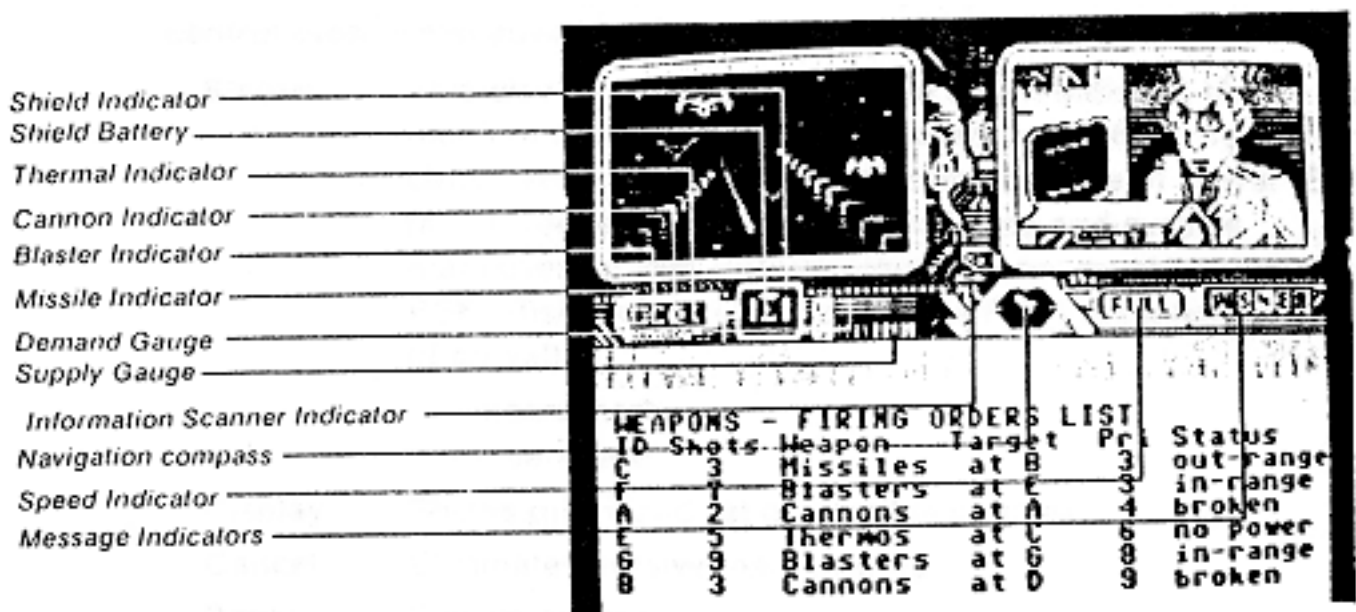 Shield Indicator
Shield Battery
Thermal Indicator
Cannon Indicator
Blaster Indicator
Missile Indicator
Demand Gauge
Supply Gauge
Information Scanner Indicator
Navigation compass
Speed Indicator
Message Indicators
FULL
WEAPONS - FIRING ORDERS LIST
ID Shots Weapon Target Pri Status
C 3 Missiles at B 3 out-range
F Blasters at E 3 in-range
A 2 Cannons at A 4 broken
E 5 Thermos at C 6 no power
G 9 Blasters at G 8 in-range
B 3 Cannons at D 9 broken